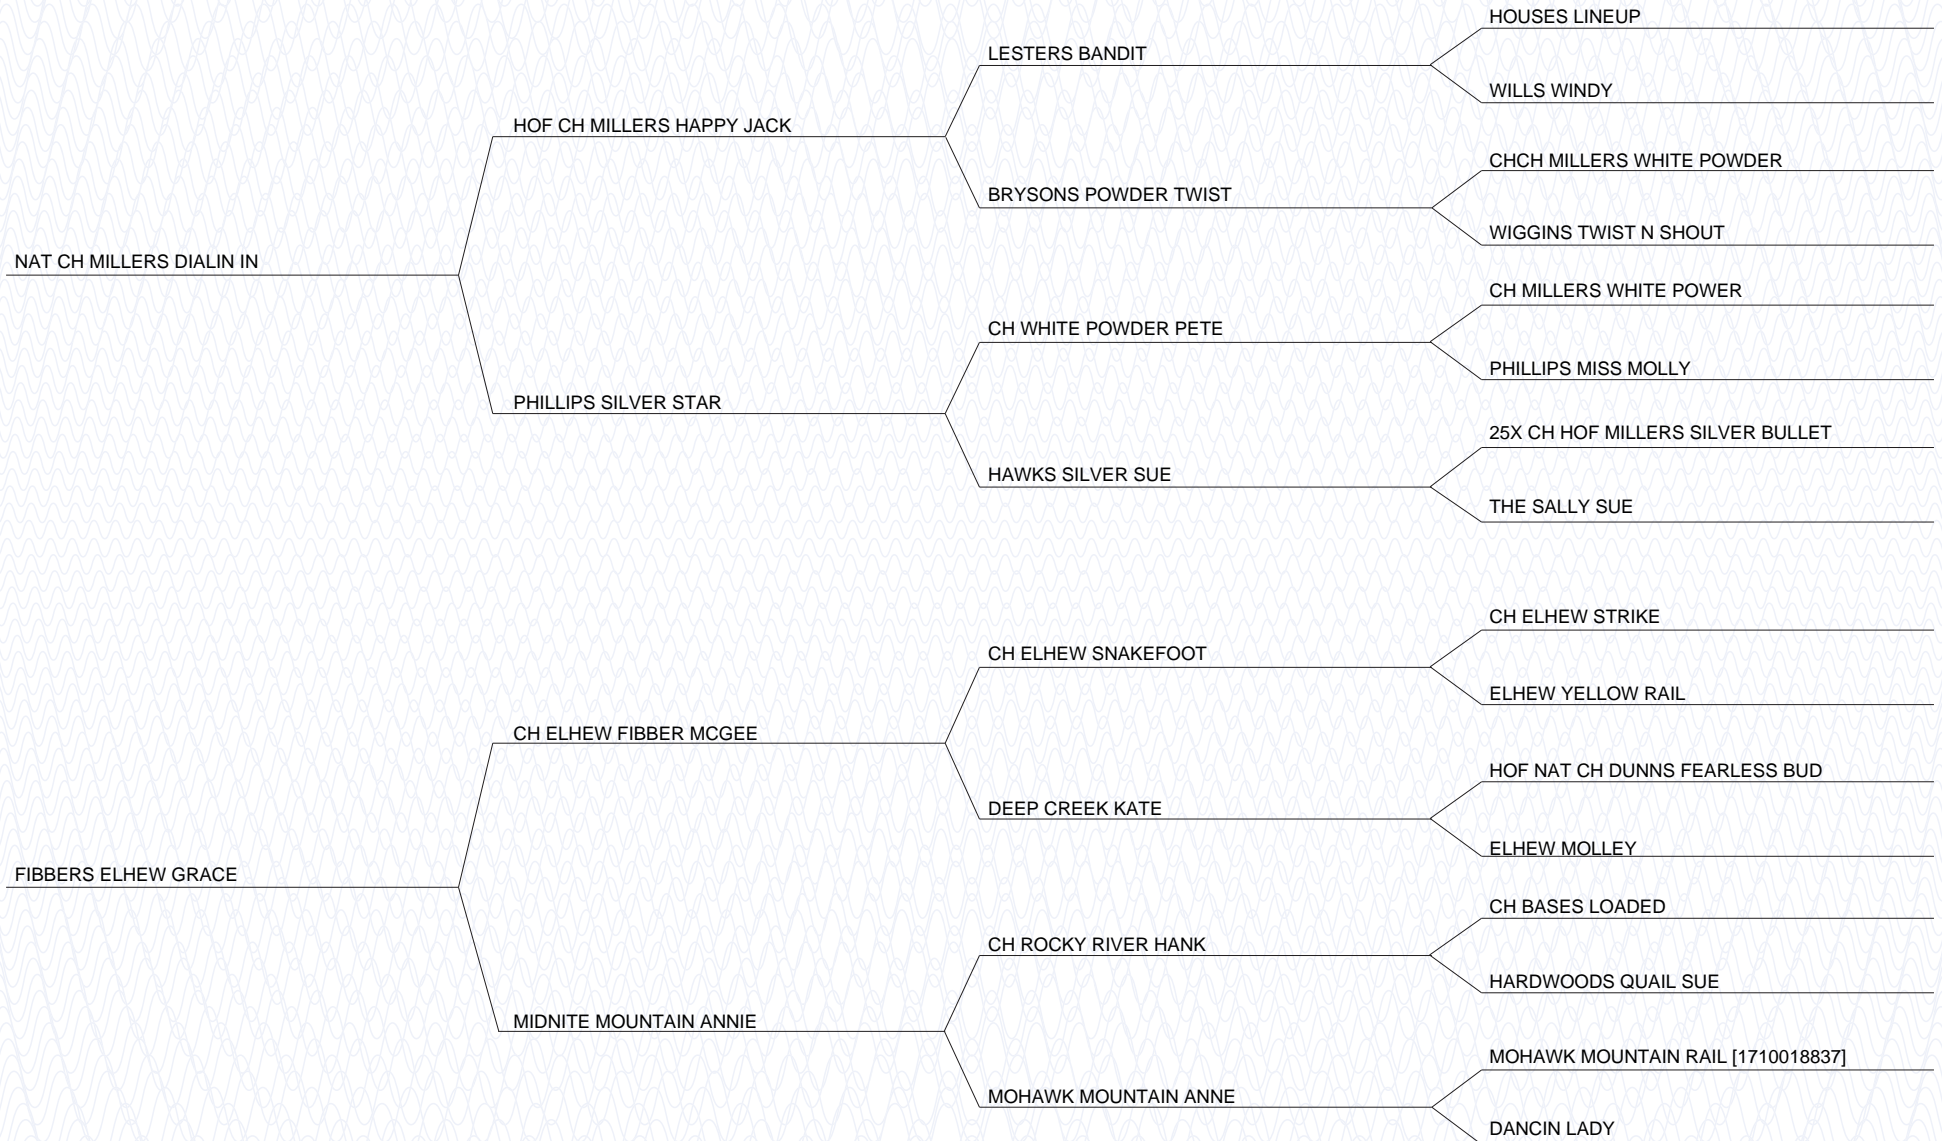 HOUSES LINEUP
LESTERS BANDIT
WILLS WINDY
HOF CH MILLERS HAPPY JACK
CHCH MILLERS WHITE POWDER
BRYSONS POWDER TWIST
WIGGINS TWIST N SHOUT
NAT CH MILLERS DIALIN IN
CH MILLERS WHITE POWER
CH WHITE POWDER PETE
PHILLIPS MISS MOLLY
PHILLIPS SILVER STAR
25X CH HOF MILLERS SILVER BULLET
HAWKS SILVER SUE
THE SALLY SUE
CH ELHEW STRIKE
CH ELHEW SNAKEFOOT
ELHEW YELLOW RAIL
CH ELHEW FIBBER MCGEE
HOF NAT CH DUNNS FEARLESS BUD
DEEP CREEK KATE
ELHEW MOLLEY
FIBBERS ELHEW GRACE
CH BASES LOADED
CH ROCKY RIVER HANK
HARDWOODS QUAIL SUE
MIDNITE MOUNTAIN ANNIE
MOHAWK MOUNTAIN RAIL [1710018837]
MOHAWK MOUNTAIN ANNE
DANCIN LADY